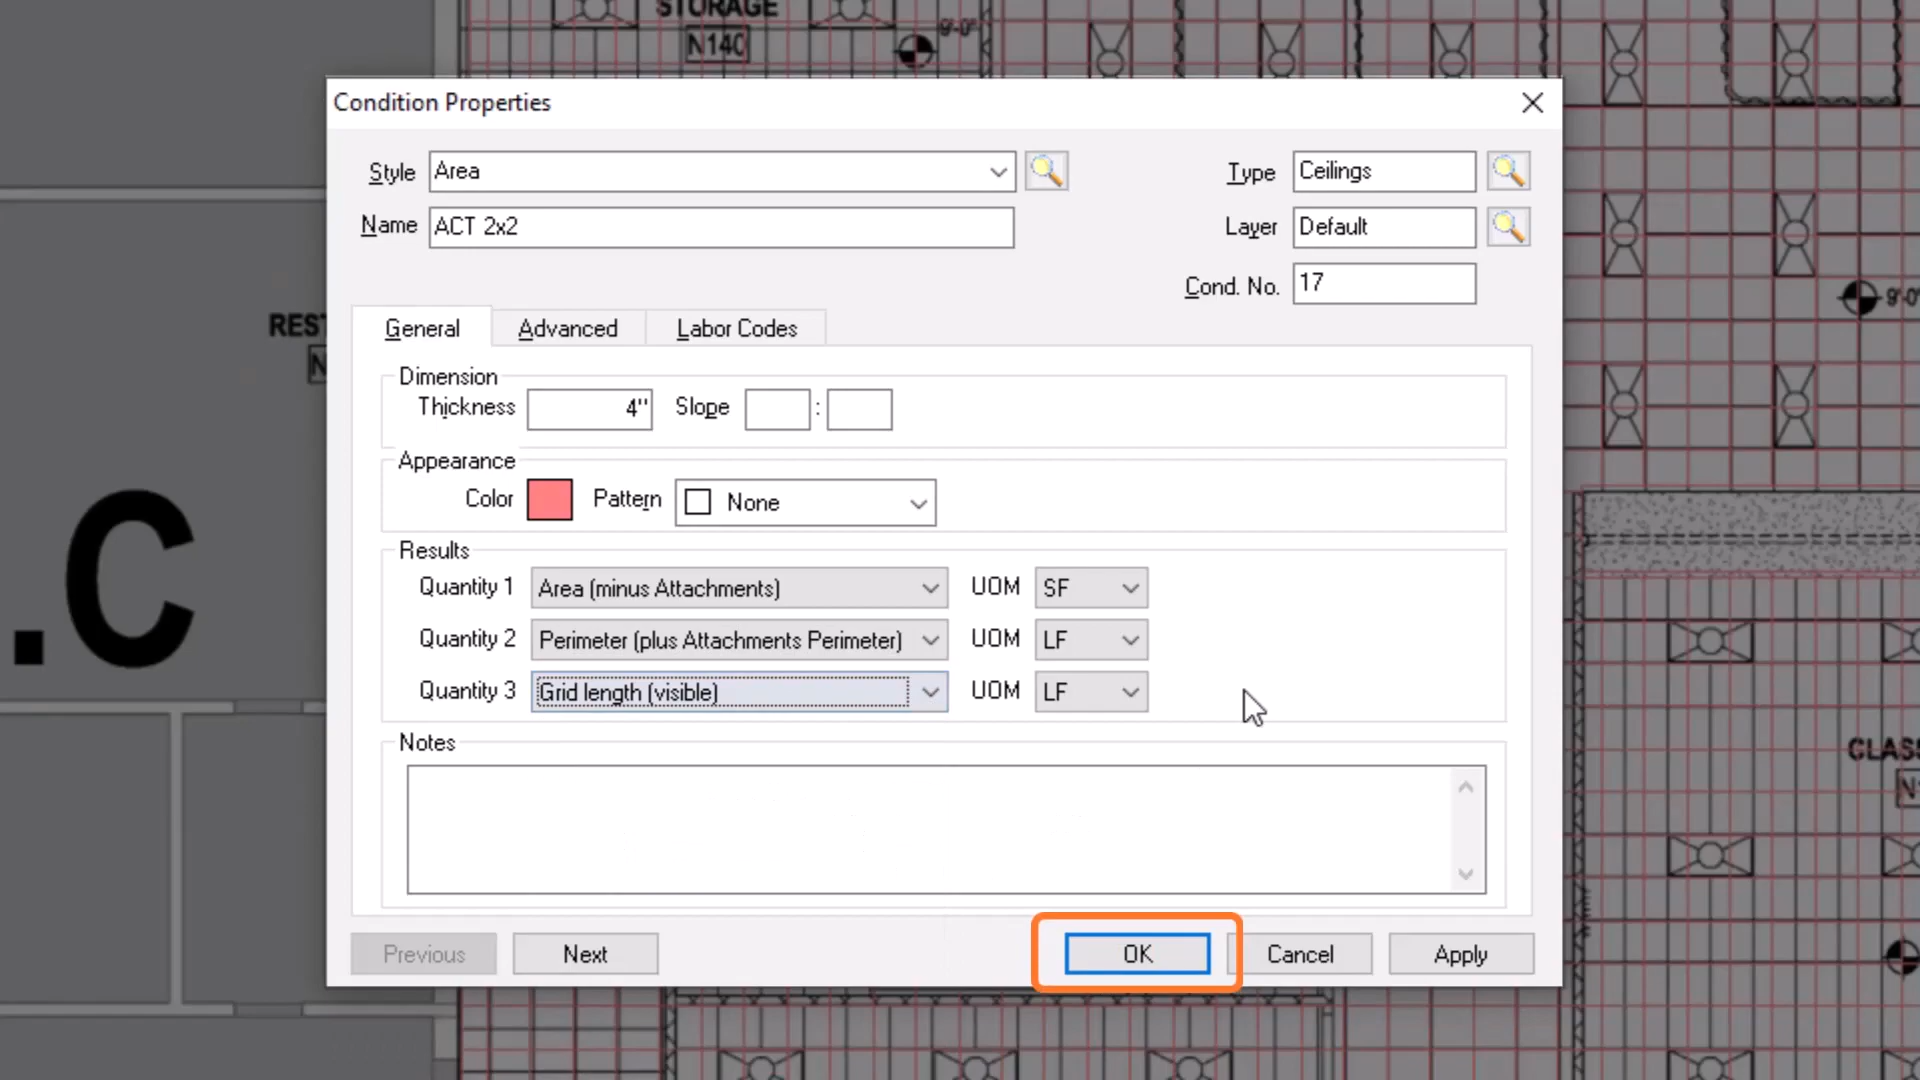 STORAGE
N140
9'-0"
Condition Properties
Style Area Type Ceilings
Name ACT 2x2 Layer Default
Cond. No. 17
9'-0"
General Advanced Labor Codes
Dimension
Thickness 4" Slope :
Appearance
Color Pattern None
Results
Quantity 1 Area (minus Attachments) UOM SF
Quantity 2 Perimeter (plus Attachments Perimeter) UOM LF
Quantity 3 Grid length (visible) UOM LF
Notes
Previous Next OK Cancel Apply
REST
N
.C
GLASS
N1